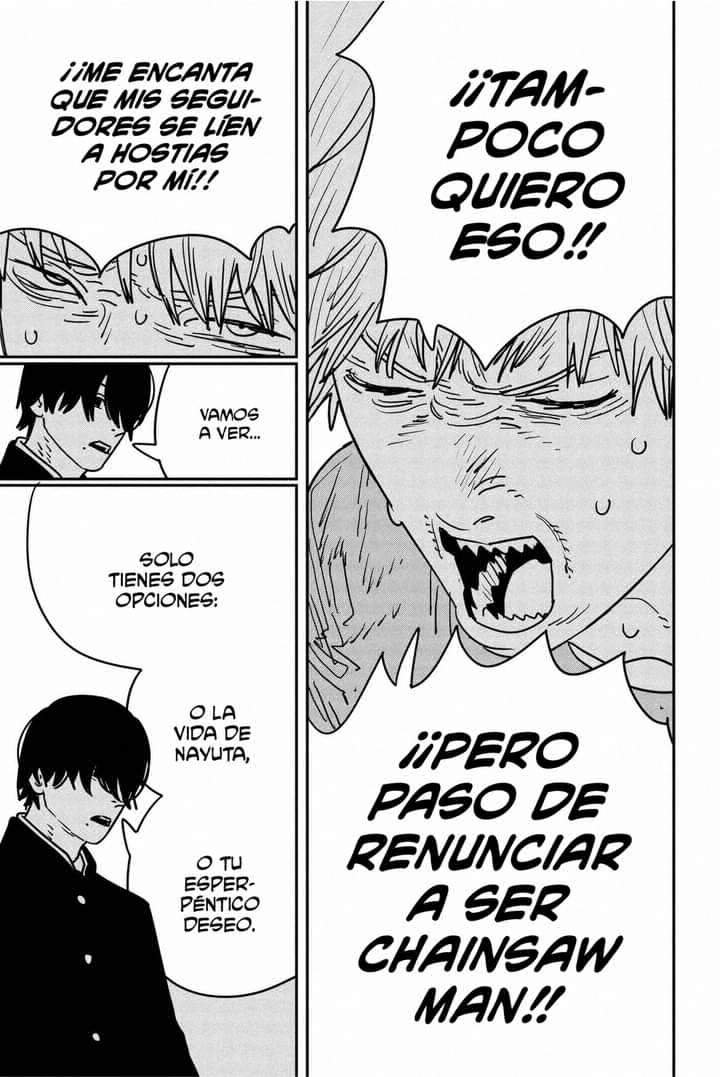 ¡¡TAM-
POCO
QUIERO
ESO!!
¡¡PERO
PASO DE
RENUNCIAR
A SER
CHAINSAW
MAN!!
¡¡ME ENCANTA
QUE MIS SEGUI-
DORES SE LÍEN
A HOSTIAS
POR MÍ!!
VAMOS
A VER...
SOLO
TIENES DOS
OPCIONES:
O LA
VIDA DE
NAYUTA,
O TU
ESPER-
PÉNTICO
DESEO.